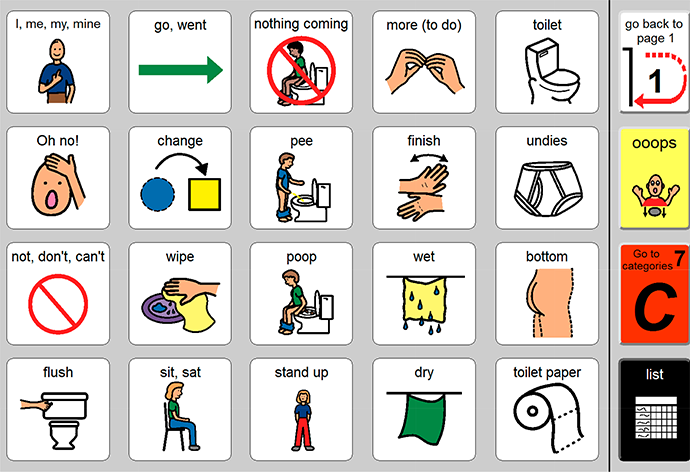 I, me, my, mine
go, went
nothing coming
more (to do)
toilet
go back to
page 1
1
Oh no!
change
pee
finish
undies
ooops
not, don't, can't
wipe
poop
wet
bottom
Go to
categories 7
C
flush
sit, sat
stand up
dry
toilet paper
list